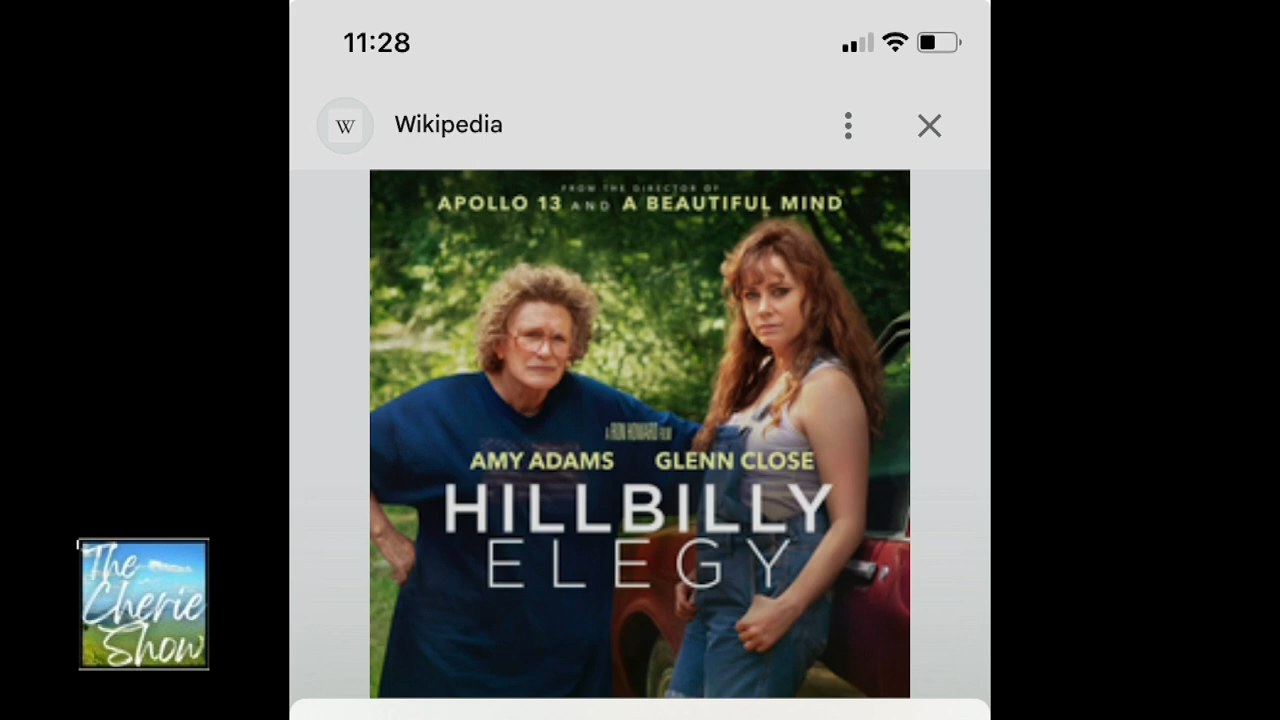 11:28
W Wikipedia
FROM THE DIRECTOR OF
APOLLO 13 AND A BEAUTIFUL MIND
A RON HOWARD FILM
AMY ADAMS GLENN CLOSE
HILLBILLY
ELEGY
The
Cherie
Show